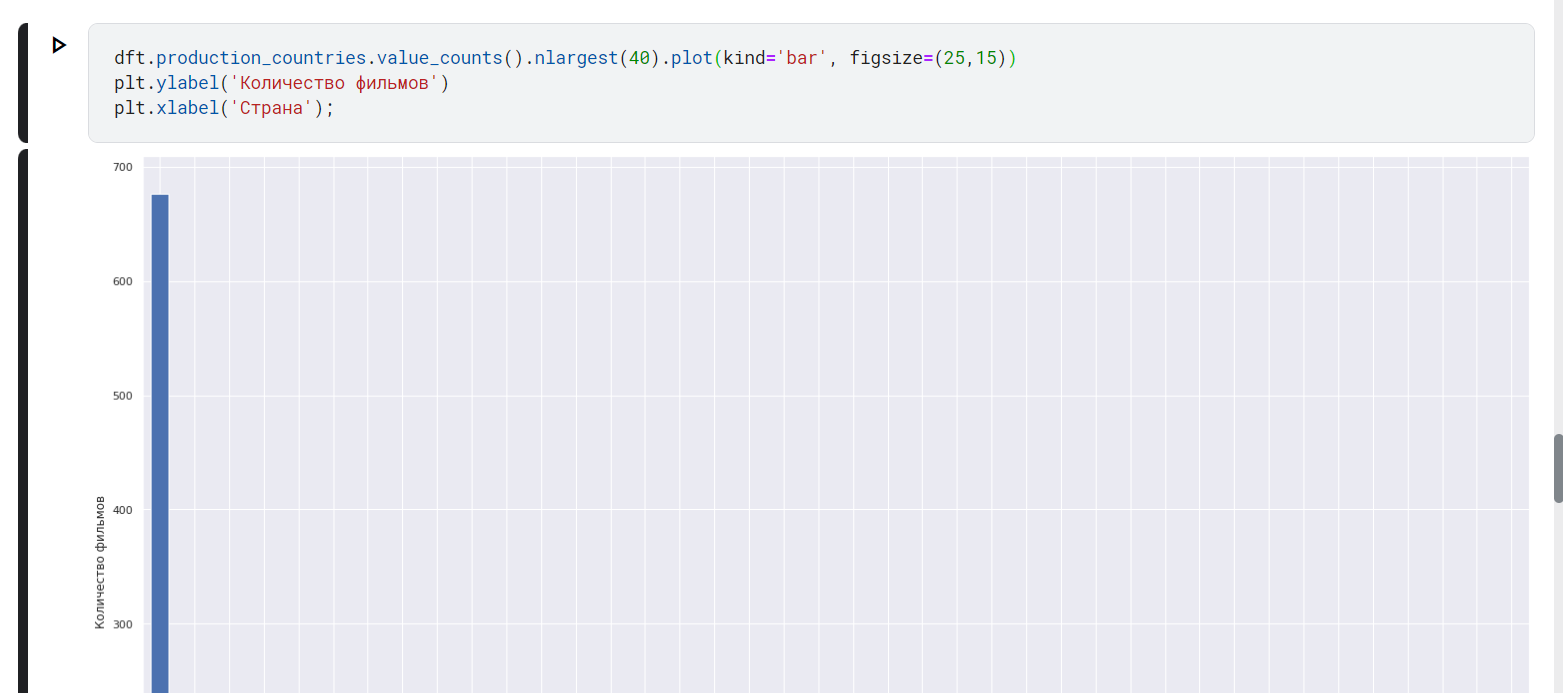 dft.production_countries.value_counts().nlargest(40).plot(kind='bar', figsize=(25,15))
plt.ylabel('Количество фильмов')
plt.xlabel('Страна');
700
600
500
400
300
Количество фильмов